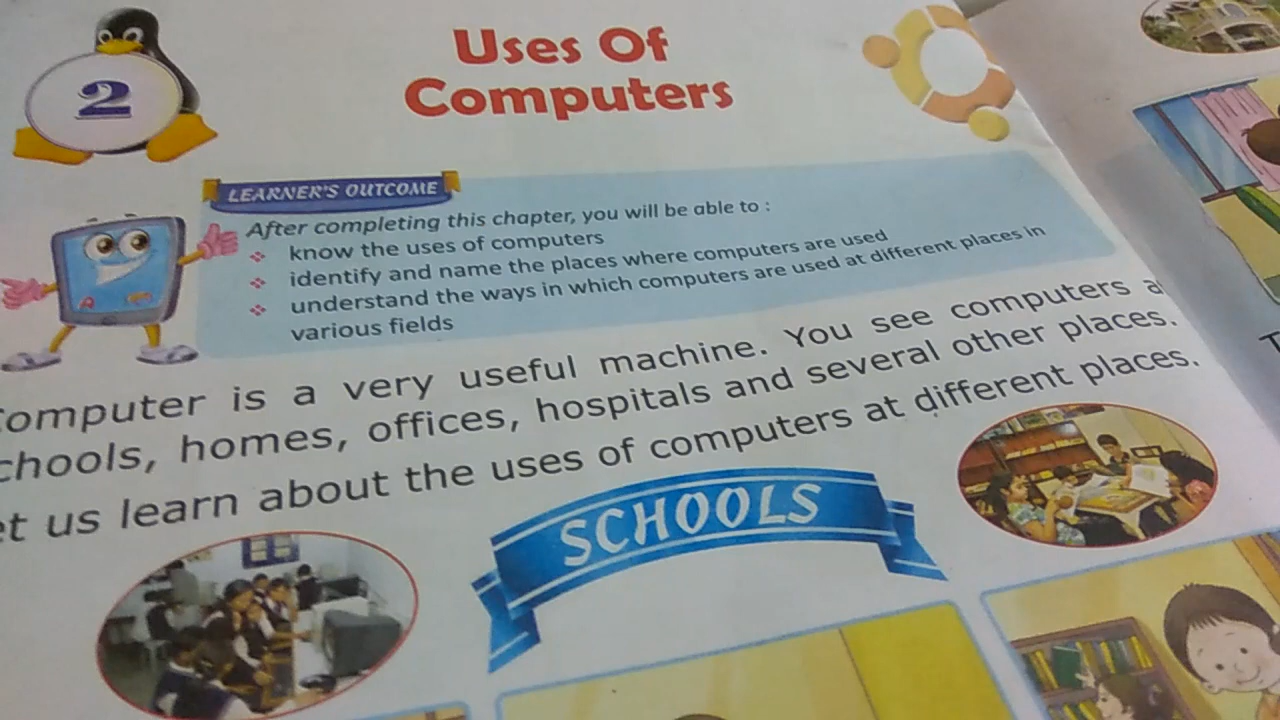 2
Uses Of
Computers
LEARNER'S OUTCOME
After completing this chapter, you will be able to :
❖ know the uses of computers
❖ identify and name the places where computers are used
❖ understand the ways in which computers are used at different places in
various fields
omputer is a very useful machine. You see computers a
chools, homes, offices, hospitals and several other places.
et us learn about the uses of computers at different places.
SCHOOLS